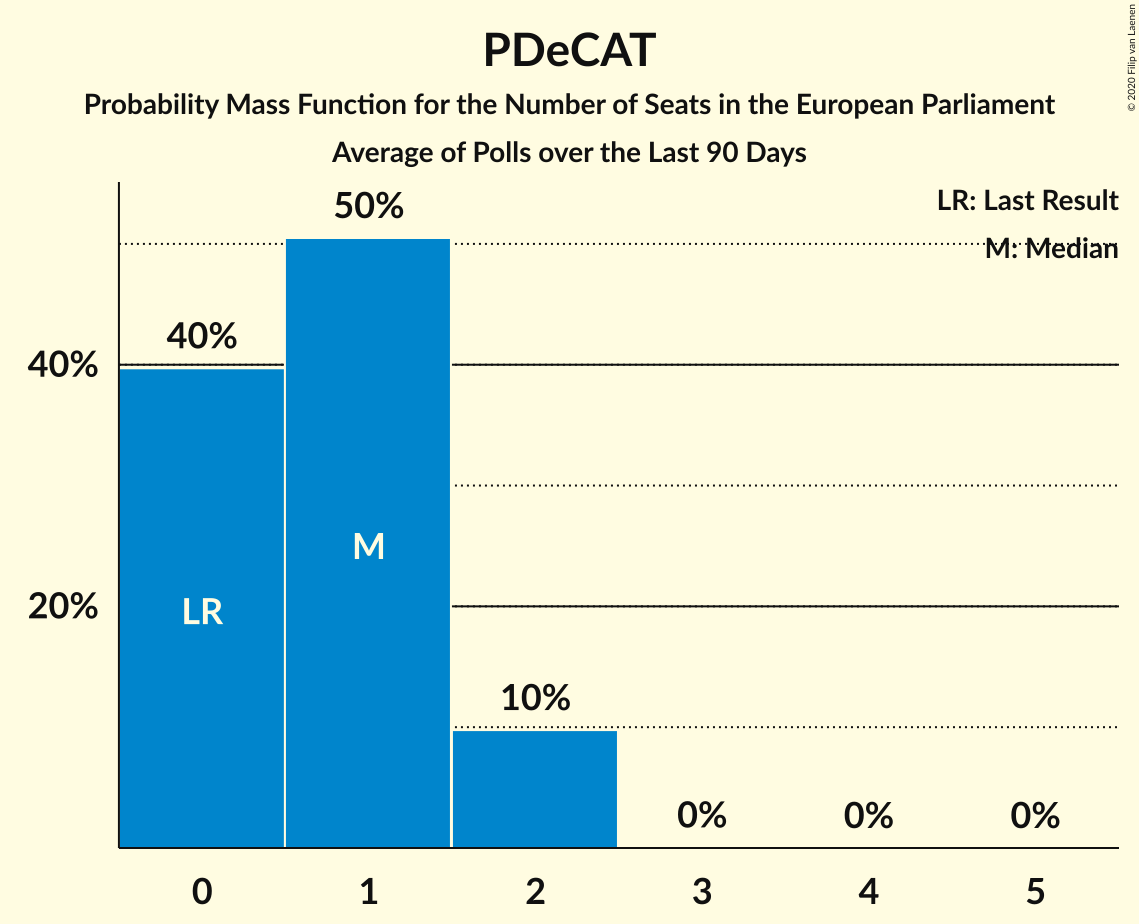 PDeCAT
Probability Mass Function for the Number of Seats in the European Parliament
Average of Polls over the Last 90 Days
© 2020 Filip van Laenen
LR: Last Result
M: Median
50%
40%
10%
0%
0%
0%
40%
20%
LR
M
0
1
2
3
4
5